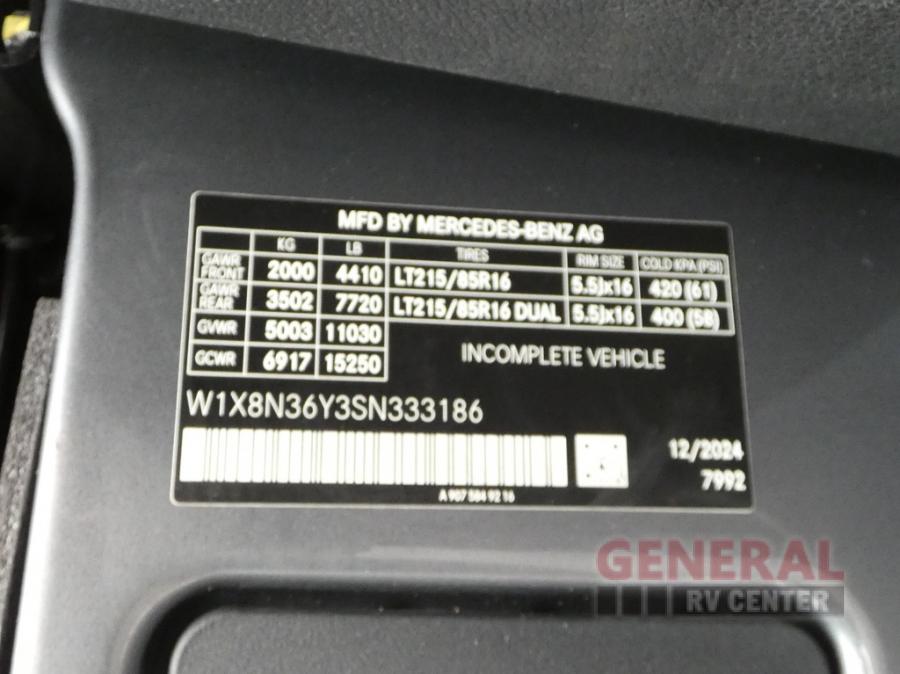 MFD BY MERCEDES-BENZ AG
KG LB TIRES RIM SIZE COLD KPA (PSI)
GAWR FRONT 2000 4410 LT215/85R16 5.5Jx16 420 (61)
GAWR REAR 3502 7720 LT215/85R16 DUAL 5.5Jx16 400 (58)
GVWR 5003 11030
GCWR 6917 15250
INCOMPLETE VEHICLE
W1X8N36Y3SN333186
12/2024
7992
A 907 584 92 16
GENERAL
RV CENTER